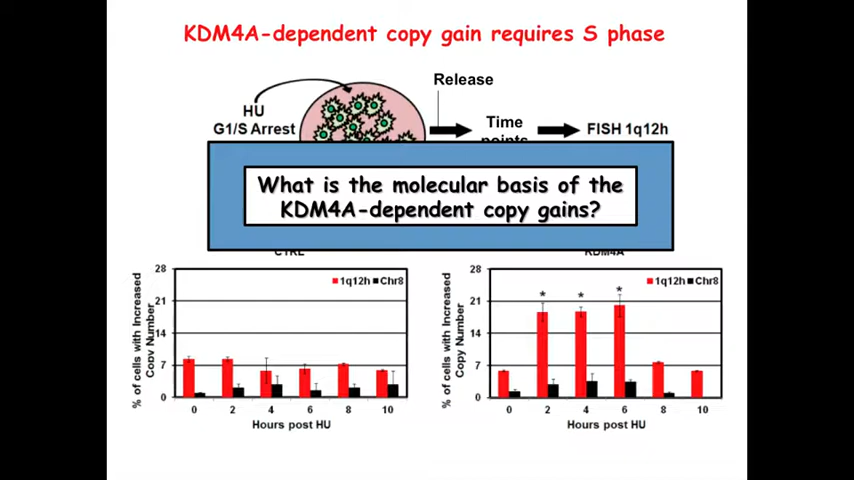 KDM4A-dependent copy gain requires S phase
Release
HU
G1/S Arrest
Time
points
FISH 1q12h
What is the molecular basis of the
KDM4A-dependent copy gains?
CTRL
KDM4A
% of cells with Increased
Copy Number
28
21
14
7
0
1q12h
Chr8
0 2 4 6 8 10
Hours post HU
% of cells with Increased
Copy Number
28
21
14
7
0
1q12h
Chr8
* * *
0 2 4 6 8 10
Hours post HU